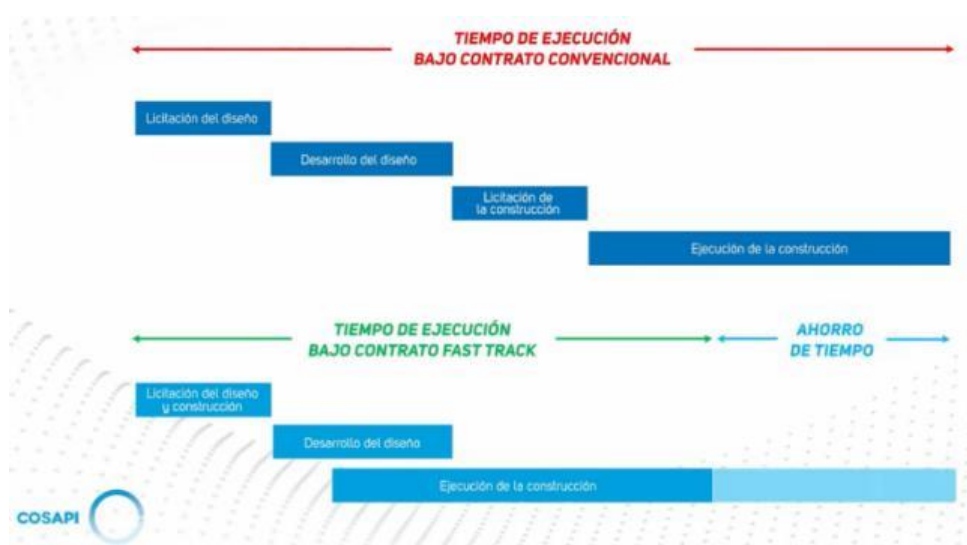 TIEMPO DE EJECUCIÓN
BAJO CONTRATO CONVENCIONAL
Licitación del diseño
Desarrollo del diseño
Licitación de
la construcción
Ejecución de la construcción
TIEMPO DE EJECUCIÓN
BAJO CONTRATO FAST TRACK
AHORRO
DE TIEMPO
Licitación del diseño
y construcción
Desarrollo del diseño
Ejecución de la construcción
COSAPI